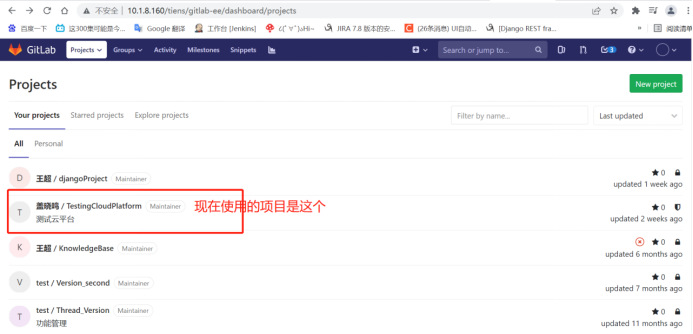 不安全 | 10.1.8.160/tiens/gitlab-ee/dashboard/projects
百度一下 这300集可能是今... Google 翻译 工作台 [Jenkins] JIRA 7.8 版本的安... (26条消息) UI自动... [Django REST fra... » 阅读清单
GitLab Projects Groups Activity Milestones Snippets Search or jump to... 3
Projects New project
Your projects Starred projects Explore projects Filter by name... Last updated
All Personal
D 王超 / djangoProject Maintainer 0
updated 1 week ago
T 盖晓鸣 / TestingCloudPlatform Maintainer 现在使用的项目是这个 0
测试云平台 updated 2 weeks ago
K 王超 / KnowledgeBase Maintainer 0
updated 6 months ago
V test / Version_second Maintainer 0
updated 7 months ago
T test / Thread_Version Maintainer 0
功能管理 updated 11 months ago